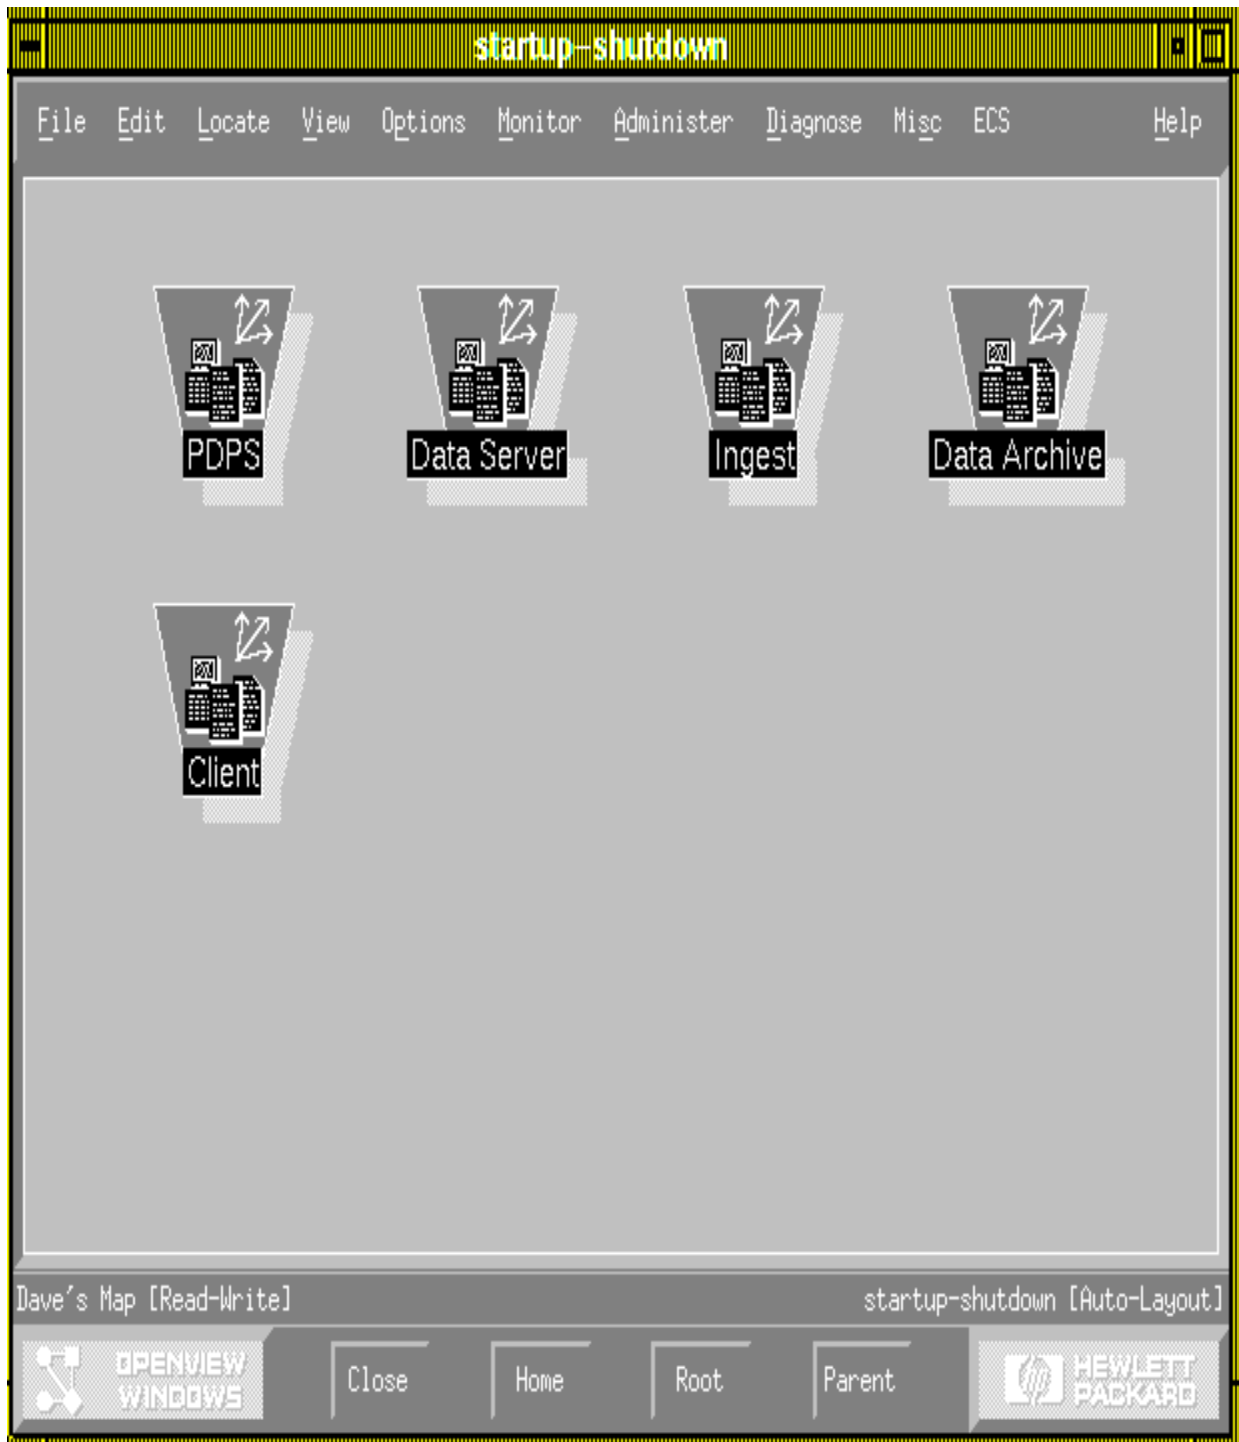 startup-shutdown
File Edit Locate View Options Monitor Administer Diagnose Misc ECS Help
PDPS Data Server Ingest Data Archive
Client
Dave's Map [Read-Write] startup-shutdown [Auto-Layout]
OPENVIEW
WINDOWS
Close Home Root Parent
hp
HEWLETT
PACKARD